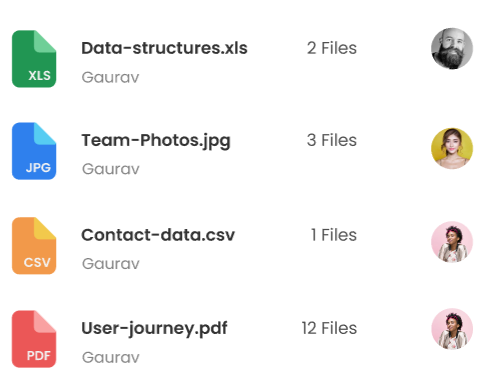 Data-structures.xls 2 Files
XLS
Gaurav
Team-Photos.jpg 3 Files
JPG
Gaurav
Contact-data.csv 1 Files
CSV
Gaurav
User-journey.pdf 12 Files
PDF
Gaurav